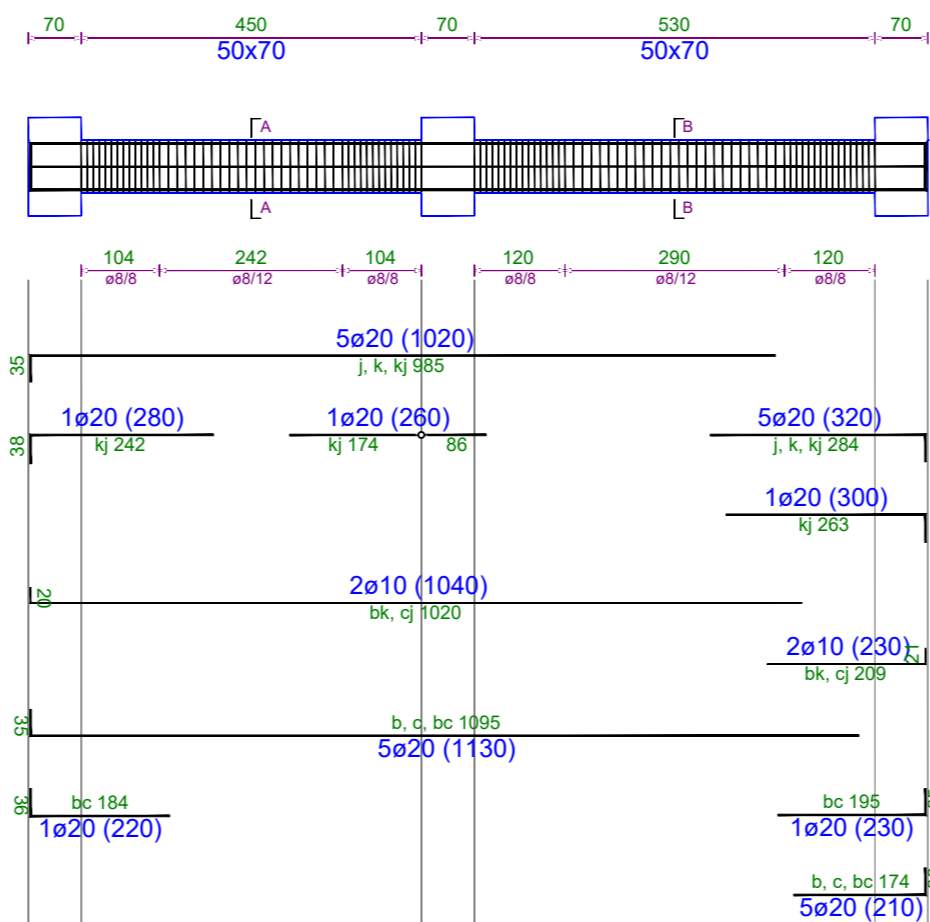 70 450 70 530 70
50x70 50x70
A B
A B
104 242 104 120 290 120
ø8/8 ø8/12 ø8/8 ø8/8 ø8/12 ø8/8
5ø20 (1020)
35 j, k, kj 985
1ø20 (280) 1ø20 (260) 5ø20 (320)
38 kj 242 kj 174 86 j, k, kj 284
1ø20 (300)
kj 263
2ø10 (1040)
20 bk, cj 1020
2ø10 (230) 21
bk, cj 209
35 b, c, bc 1095
5ø20 (1130)
36 bc 184 bc 195
1ø20 (220) 1ø20 (230)
b, c, bc 174
5ø20 (210)